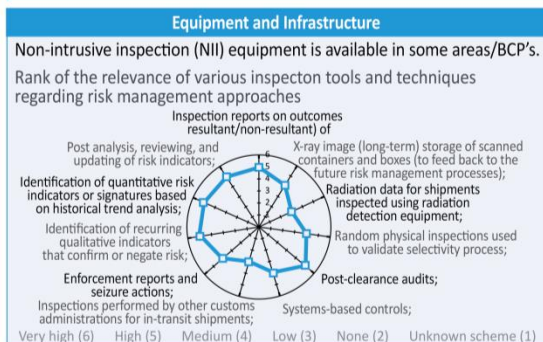 Equipment and Infrastructure
Non-intrusive inspection (NII) equipment is available in some areas/BCP's.
Rank of the relevance of various inspecton tools and techniques
regarding risk management approaches
Inspection reports on outcomes
resultant/non-resultant) of
Post analysis, reviewing, and
updating of risk indicators;
X-ray image (long-term) storage of scanned
containers and boxes (to feed back to the
future risk management processes);
Identification of quantitative risk
indicators or signatures based
on historical trend analysis;
Radiation data for shipments
inspected using radiation
detection equipment;
Identification of recurring
qualitative indicators
that confirm or negate risk;
Random physical inspections used
to validate selectivity process;
Enforcement reports and
seizure actions;
Post-clearance audits;
Inspections performed by other customs
administrations for in-transit shipments;
Systems-based controls;
6
5
4
3
2
1
Very high (6) High (5) Medium (4) Low (3) None (2) Unknown scheme (1)